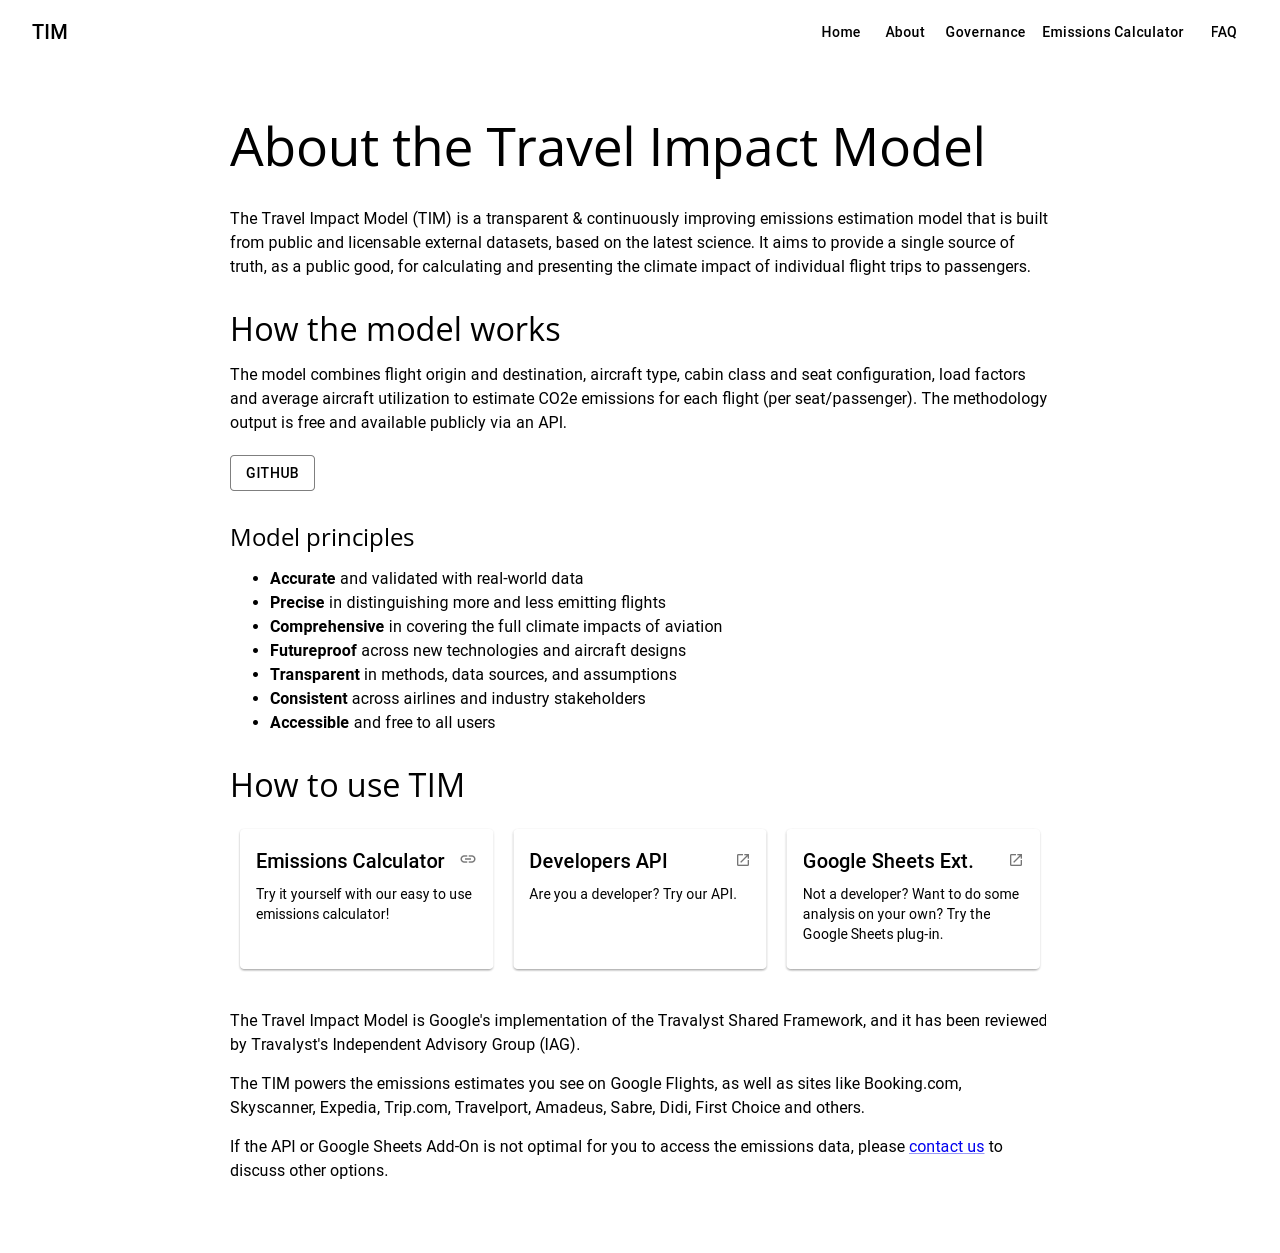 TIM
Home About Governance Emissions Calculator FAQ
About the Travel Impact Model
The Travel Impact Model (TIM) is a transparent & continuously improving emissions estimation model that is built
from public and licensable external datasets, based on the latest science. It aims to provide a single source of
truth, as a public good, for calculating and presenting the climate impact of individual flight trips to passengers.
How the model works
The model combines flight origin and destination, aircraft type, cabin class and seat configuration, load factors
and average aircraft utilization to estimate CO2e emissions for each flight (per seat/passenger). The methodology
output is free and available publicly via an API.
GITHUB
Model principles
• Accurate and validated with real-world data
• Precise in distinguishing more and less emitting flights
• Comprehensive in covering the full climate impacts of aviation
• Futureproof across new technologies and aircraft designs
• Transparent in methods, data sources, and assumptions
• Consistent across airlines and industry stakeholders
• Accessible and free to all users
How to use TIM
Emissions Calculator
Try it yourself with our easy to use
emissions calculator!
Developers API
Are you a developer? Try our API.
Google Sheets Ext.
Not a developer? Want to do some
analysis on your own? Try the
Google Sheets plug-in.
The Travel Impact Model is Google's implementation of the Travalyst Shared Framework, and it has been reviewed
by Travalyst's Independent Advisory Group (IAG).
The TIM powers the emissions estimates you see on Google Flights, as well as sites like Booking.com,
Skyscanner, Expedia, Trip.com, Travelport, Amadeus, Sabre, Didi, First Choice and others.
If the API or Google Sheets Add-On is not optimal for you to access the emissions data, please contact us to
discuss other options.